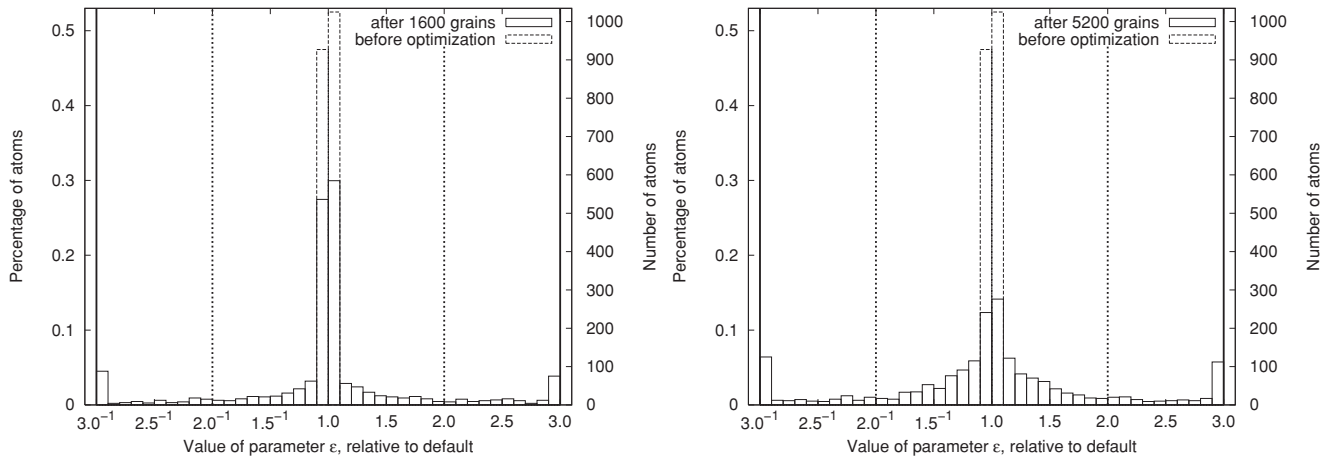 after 1600 grains
before optimization
0.5
0.4
0.3
0.2
0.1
0
1000
900
800
700
600
500
400
300
200
100
0
3.0⁻¹ 2.5⁻¹ 2.0⁻¹ 1.5⁻¹ 1.0 1.5 2.0 2.5 3.0
Percentage of atoms
Number of atoms
Value of parameter ε, relative to default
after 5200 grains
before optimization
0.5
0.4
0.3
0.2
0.1
0
1000
900
800
700
600
500
400
300
200
100
0
3.0⁻¹ 2.5⁻¹ 2.0⁻¹ 1.5⁻¹ 1.0 1.5 2.0 2.5 3.0
Percentage of atoms
Number of atoms
Value of parameter ε, relative to default